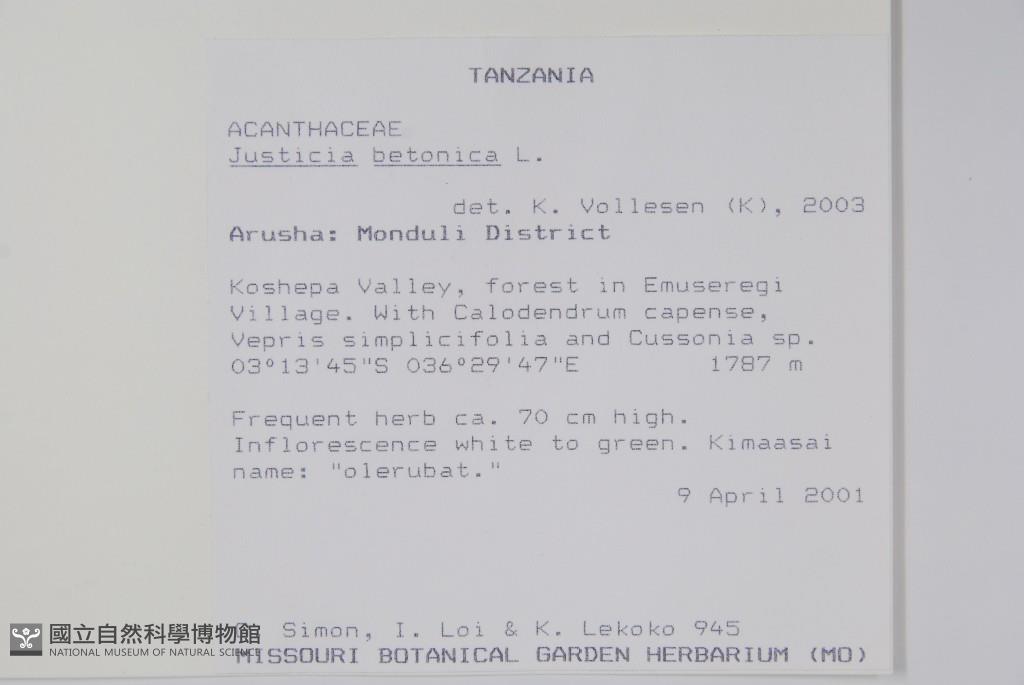 TANZANIA
ACANTHACEAE
Justicia betonica L.
det. K. Vollesen (K), 2003
Arusha: Monduli District
Koshepa Valley, forest in Emuseregi
Village. With Calodendrum capense,
Vepris simplicifolia and Cussonia sp.
03°13'45"S 036°29'47"E 1787 m
Frequent herb ca. 70 cm high.
Inflorescence white to green. Kimaasai
name: "olerubat."
9 April 2001
Simon, I. Loi & K. Lekoko 945
MISSOURI BOTANICAL GARDEN HERBARIUM (MO)
國立自然科學博物館
NATIONAL MUSEUM OF NATURAL SCIENCE